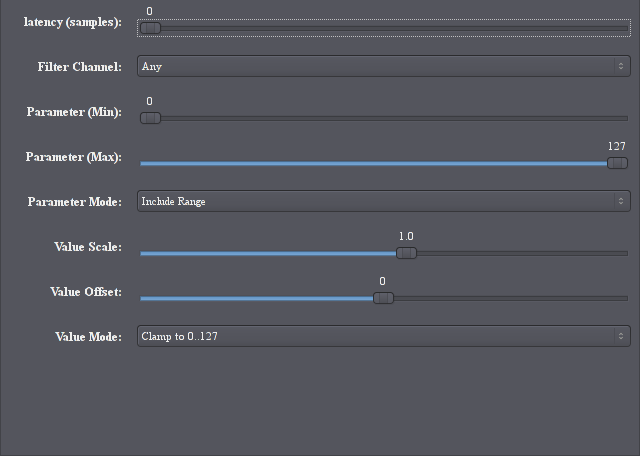 0
latency (samples):
Filter Channel: Any
0
Parameter (Min):
127
Parameter (Max):
Parameter Mode: Include Range
1.0
Value Scale:
0
Value Offset:
Value Mode: Clamp to 0..127